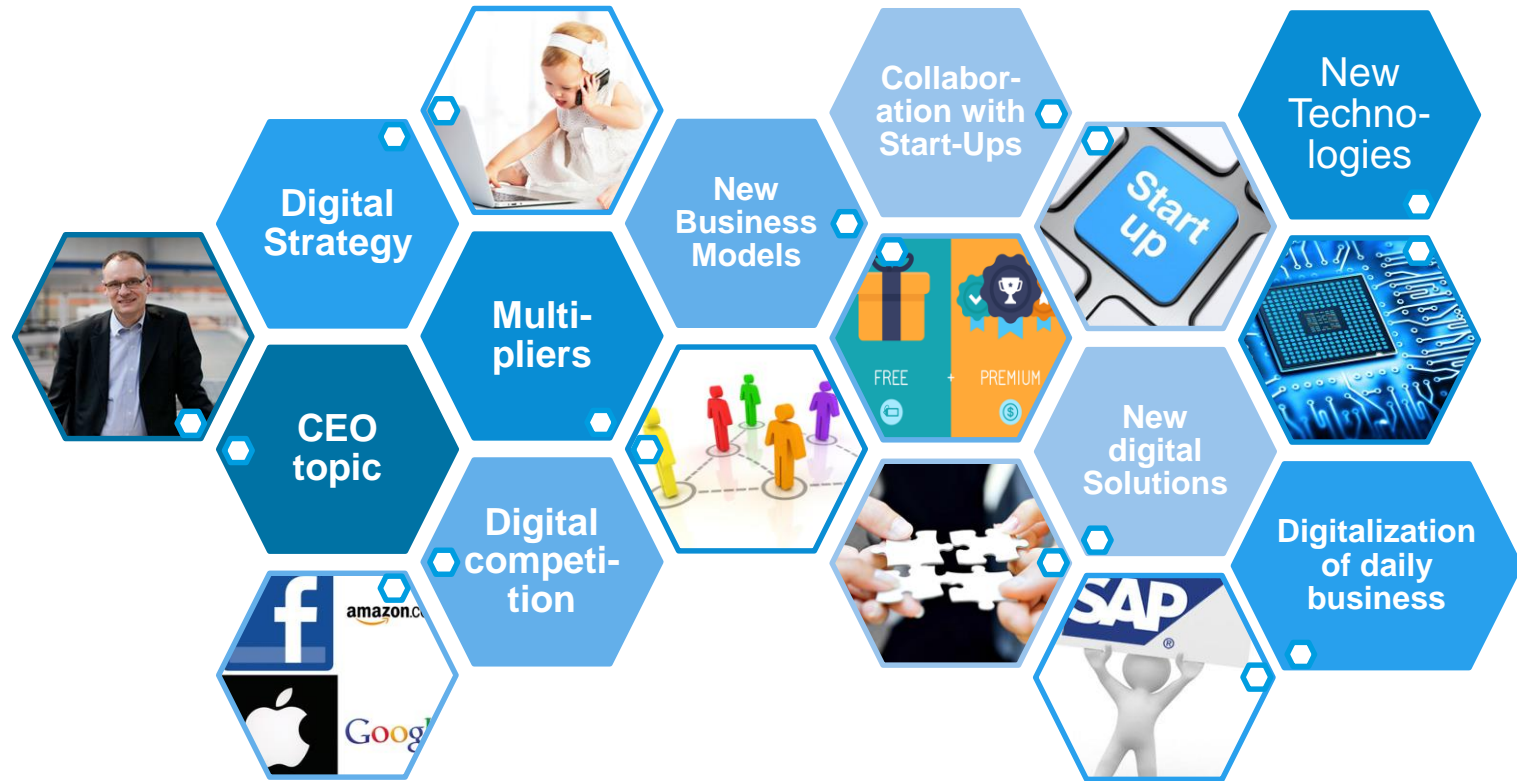 Digital
Strategy
CEO
topic
Multi-
pliers
Digital
competi-
tion
f
amazon.c
Goog
New
Business
Models
Collabor-
ation with
Start-Ups
Start
up
FREE + PREMIUM
$
New
digital
Solutions
SAP
®
New
Techno-
logies
Digitalization
of daily
business